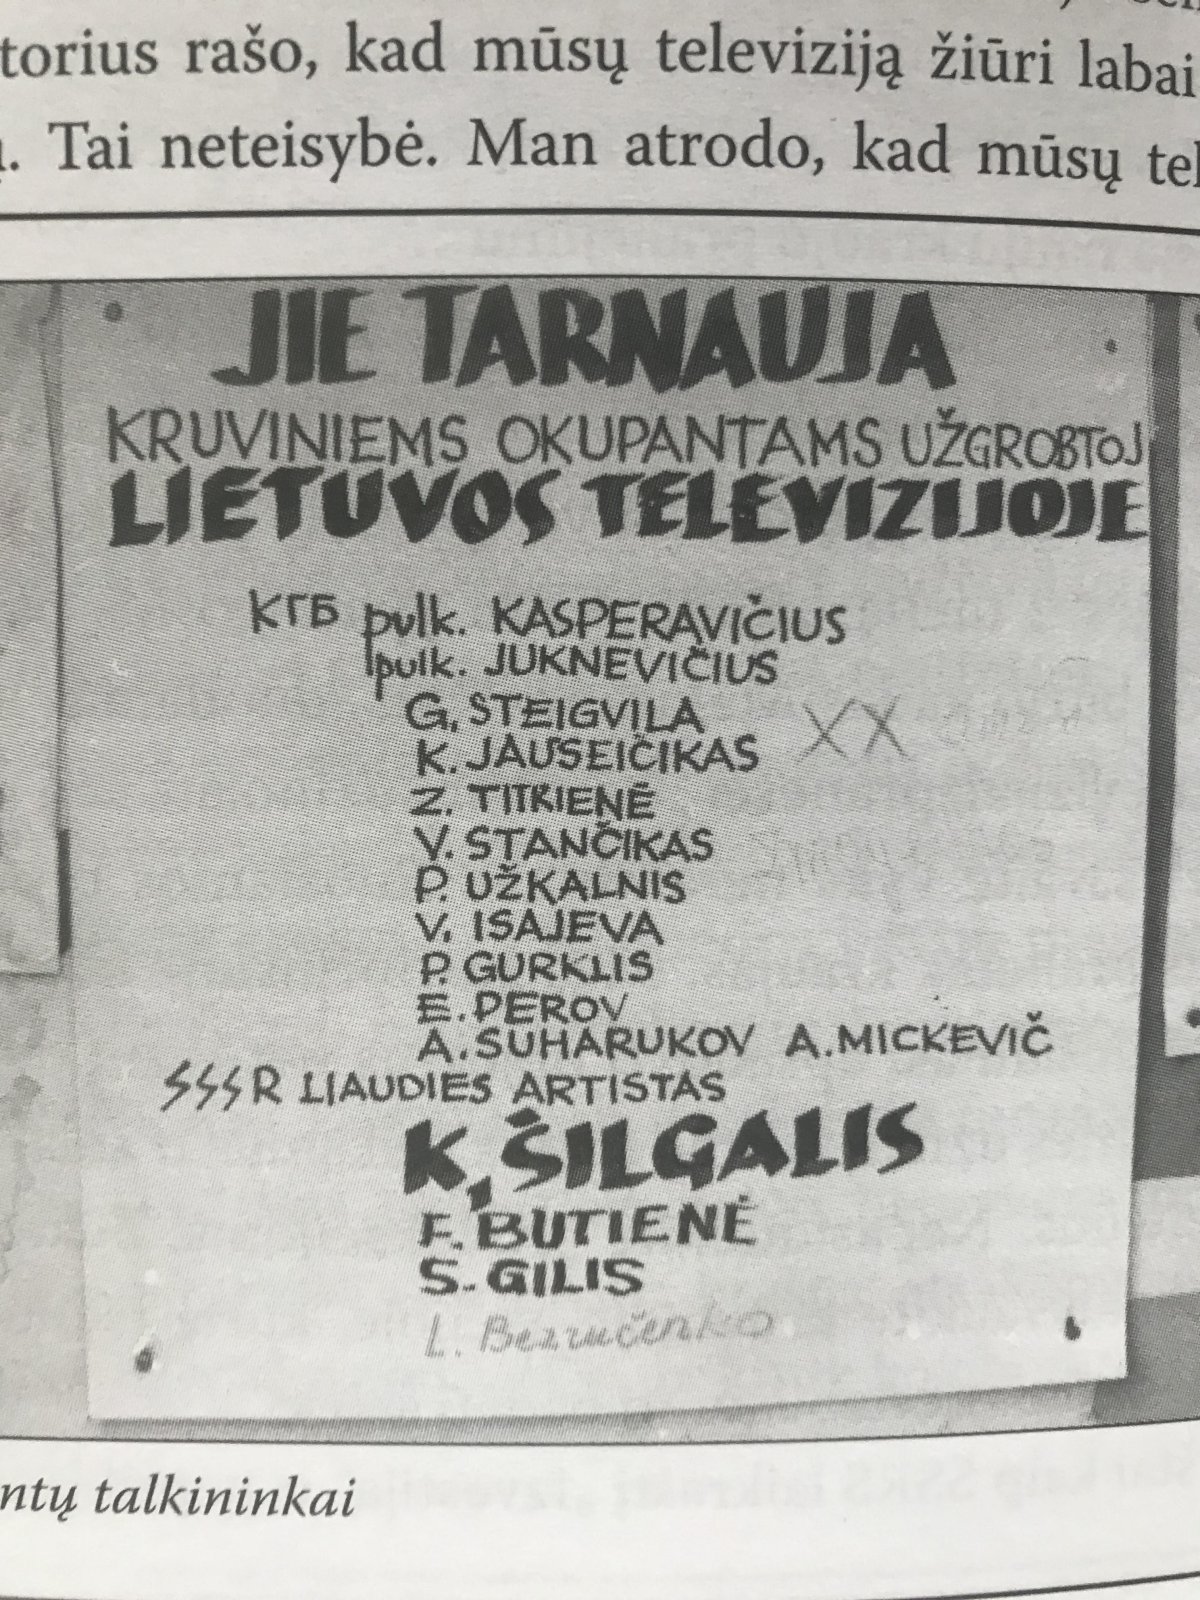 torius rašo, kad mūsų televiziją žiūri labai
Tai neteisybė. Man atrodo, kad mūsų tel
JIE TARNAUJA
KRUVINIEMS OKUPANTAMS UŽGROBTOJ
LIETUVOS TELEVIZIJOJE
КГБ pulk. KASPERAVIČIUS
pulk. JUKNEVIČIUS
G. STEIGVILA
K. JAUSEIČIKAS XX
Z. TITKIENĖ
V. STANČIKAS
P. UŽKALNIS
V. ISAJEVA
P. GURKLIS
E. PEROV
A. SUHARUKOV A. MICKEVIČ
SSSR LIAUDIES ARTISTAS
K. ŠILGALIS
F. BUTIENĖ
S. GILIS
L. Bezručenko
ntų talkininkai